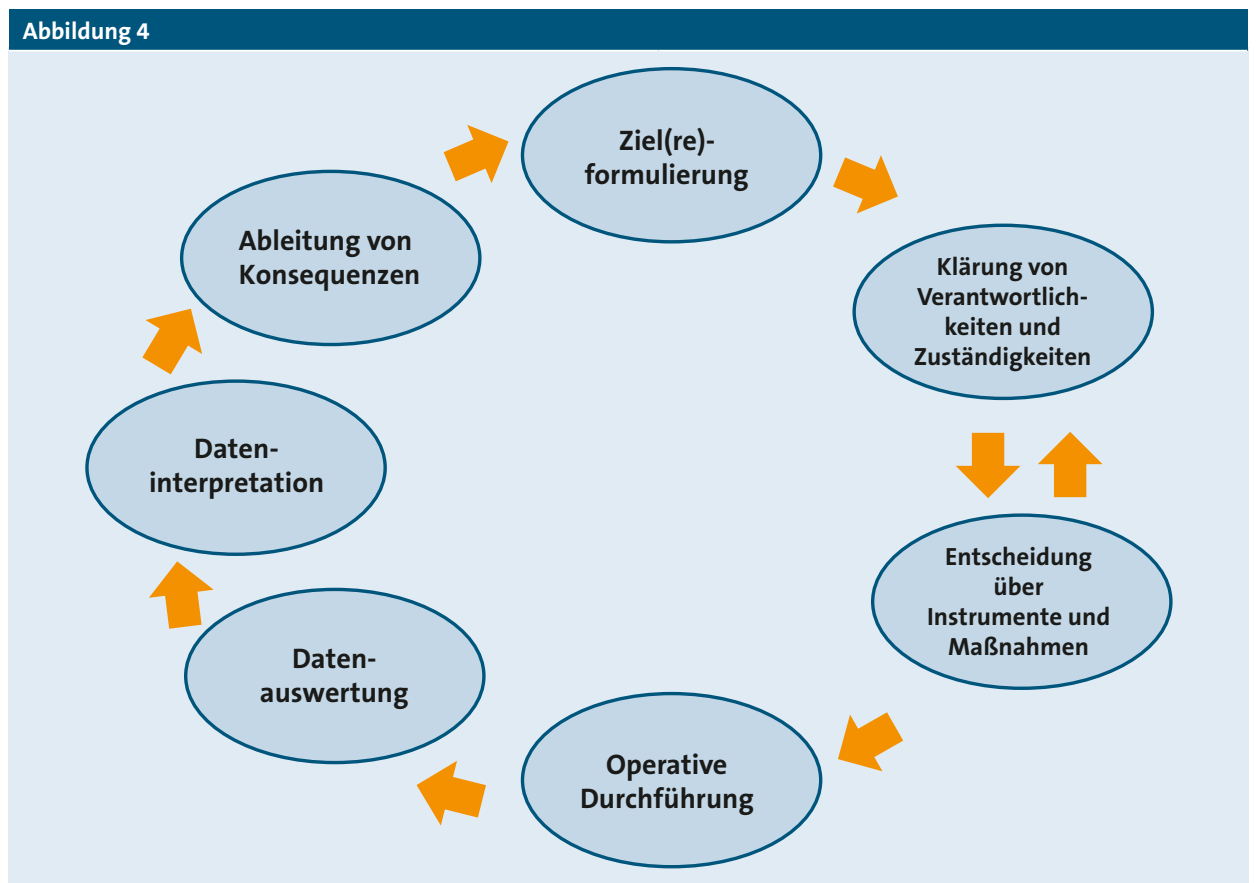 Abbildung 4
Ziel(re)-
formulierung
Klärung von
Verantwortlich-
keiten und
Zuständigkeiten
Entscheidung
über
Instrumente und
Maßnahmen
Operative
Durchführung
Daten-
auswertung
Daten-
interpretation
Ableitung von
Konsequenzen